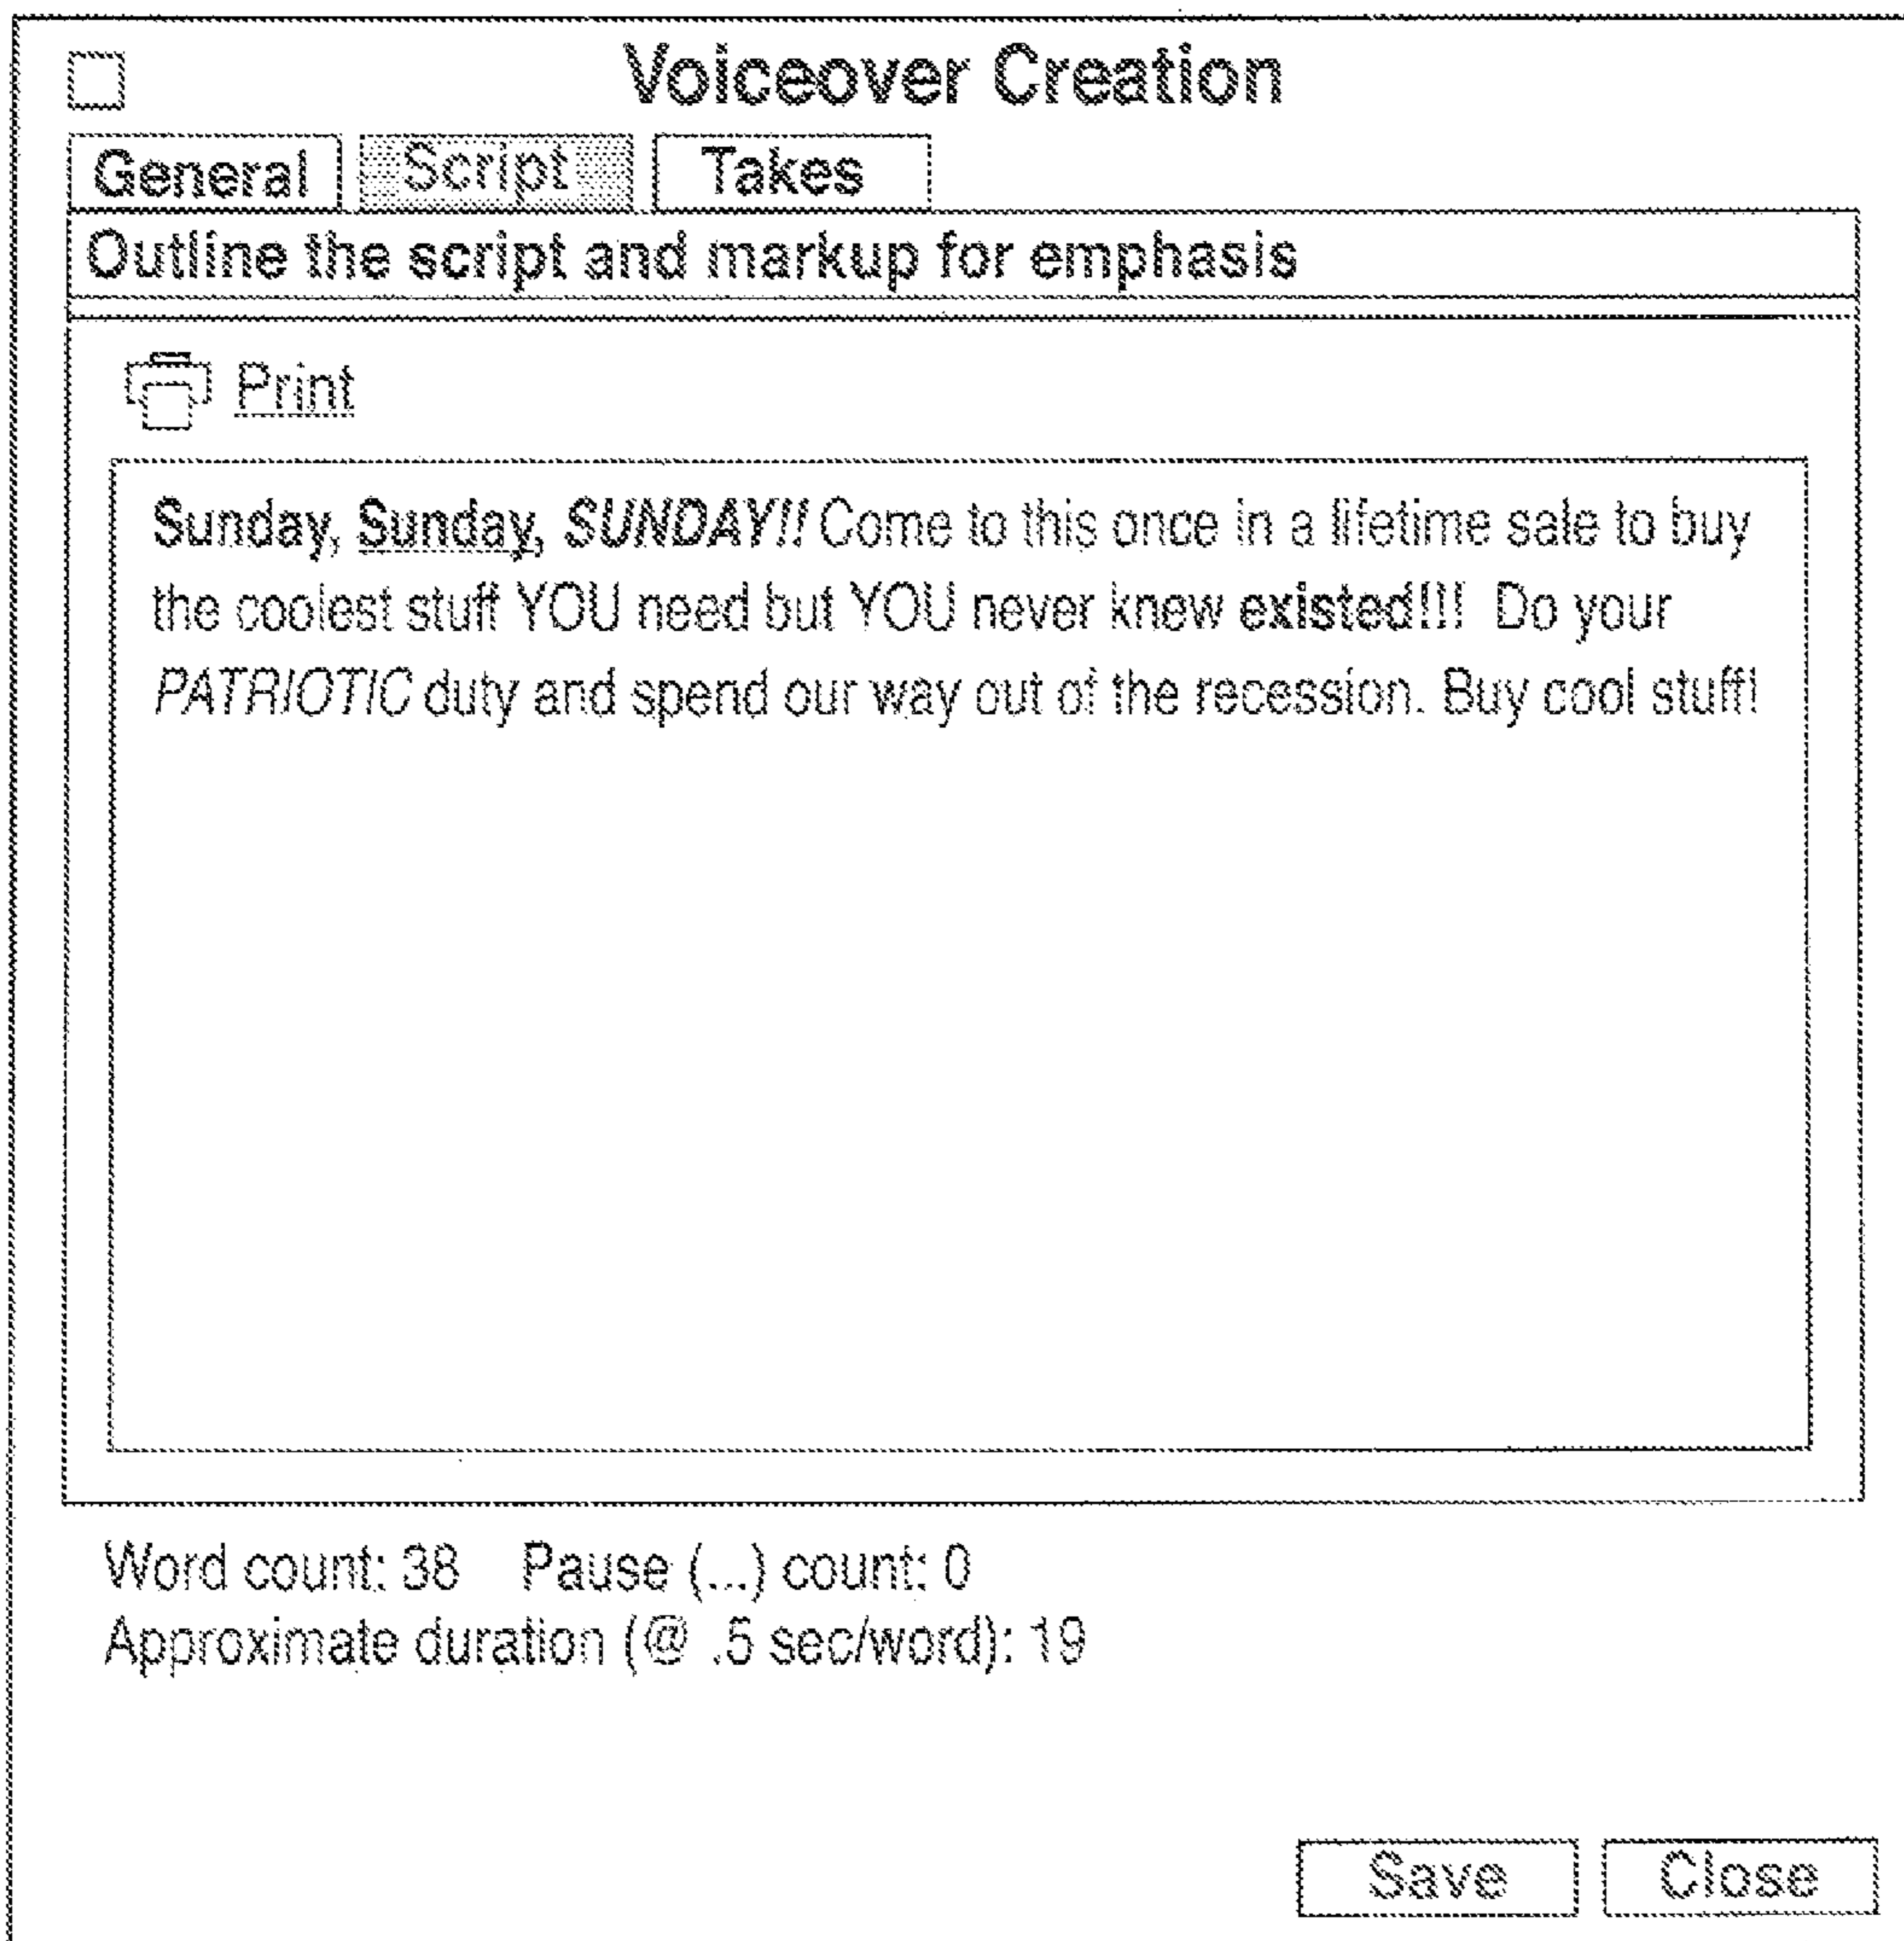 Voiceover Creation
General Script Takes
Outline the script and markup for emphasis
Print
Sunday, Sunday, SUNDAY!! Come to this once in a lifetime sale to buy
the coolest stuff YOU need but YOU never knew existed!!! Do your
PATRIOTIC duty and spend our way out of the recession. Buy cool stuff!
Word count: 38 Pause (...) count: 0
Approximate duration (@ .5 sec/word): 19
Save Close